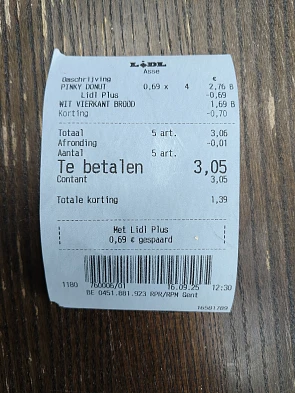 LIDL
Asse
Omschrijving €
PINKY DONUT 0,69 x 4 2,76 B
Lidl Plus -0,69
WIT VIERKANT BROOD 1,69 B
Korting -0,70
Totaal 5 art. 3,06
Afronding -0,01
Aantal 5 art.
Te betalen 3,05
Contant 3,05
Totale korting 1,39
Met Lidl Plus
0,69 € gespaard
1180 760006/01 16.09.25 12:30
BE 0451.881.923 RPR/RPM Gent